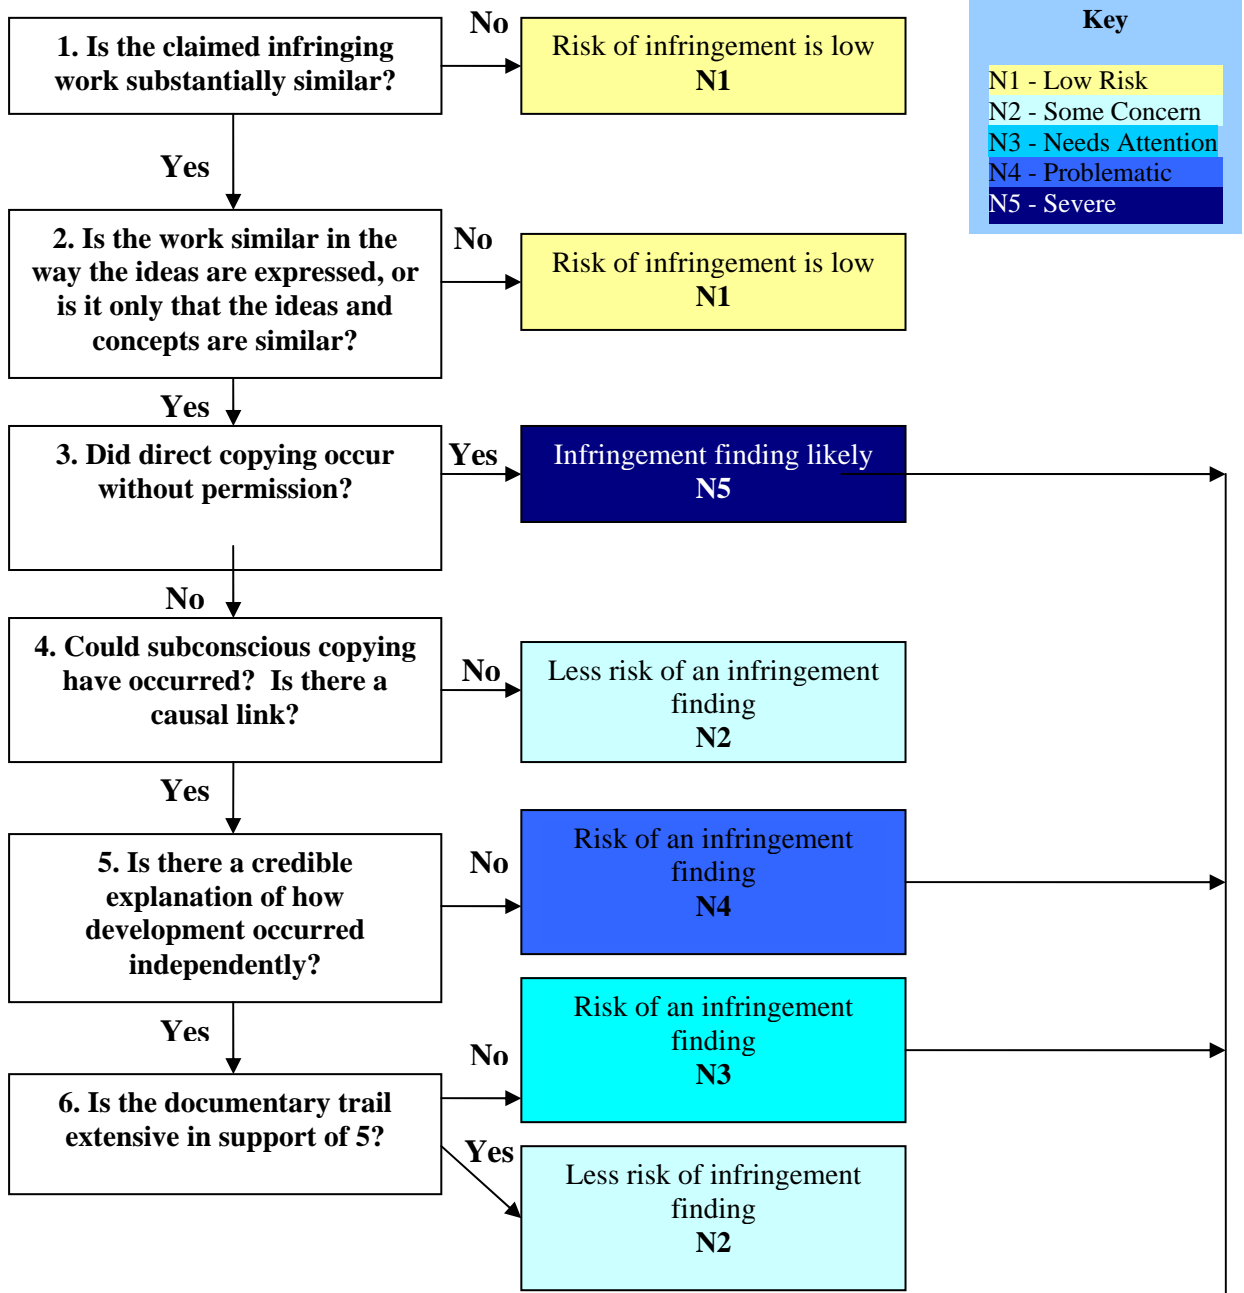 1. Is the claimed infringing
work substantially similar?
No
Risk of infringement is low
N1
Key
N1 - Low Risk
N2 - Some Concern
N3 - Needs Attention
N4 - Problematic
N5 - Severe
Yes
2. Is the work similar in the
way the ideas are expressed, or
is it only that the ideas and
concepts are similar?
No
Risk of infringement is low
N1
Yes
3. Did direct copying occur
without permission?
Yes
Infringement finding likely
N5
No
4. Could subconscious copying
have occurred?  Is there a
causal link?
No
Less risk of an infringement
finding
N2
Yes
5. Is there a credible
explanation of how
development occurred
independently?
No
Risk of an infringement
finding
N4
Yes
6. Is the documentary trail
extensive in support of 5?
No
Risk of an infringement
finding
N3
Yes
Less risk of infringement
finding
N2